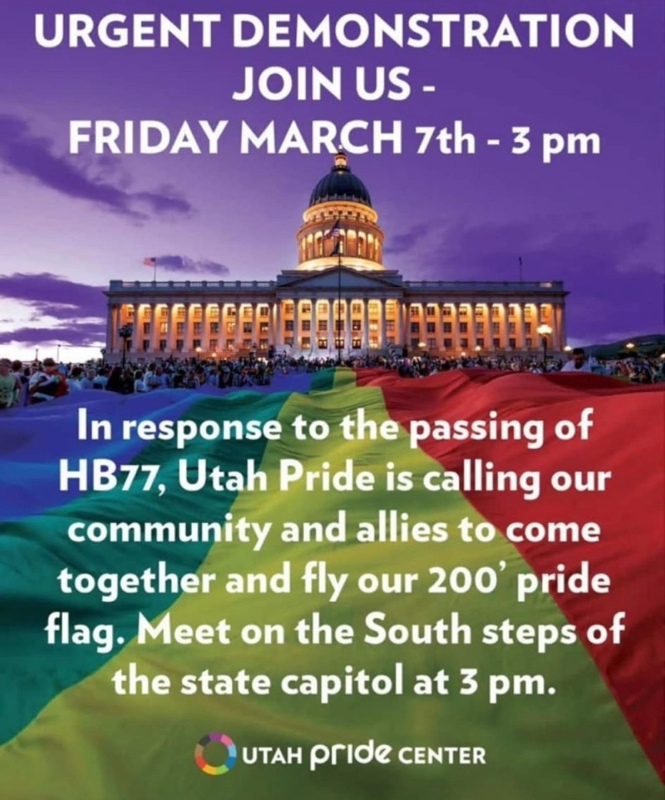 URGENT DEMONSTRATION
JOIN US -
FRIDAY MARCH 7th - 3 pm
In response to the passing of
HB77, Utah Pride is calling our
community and allies to come
together and fly our 200' pride
flag. Meet on the South steps of
the state capitol at 3 pm.
UTAH pride CENTER